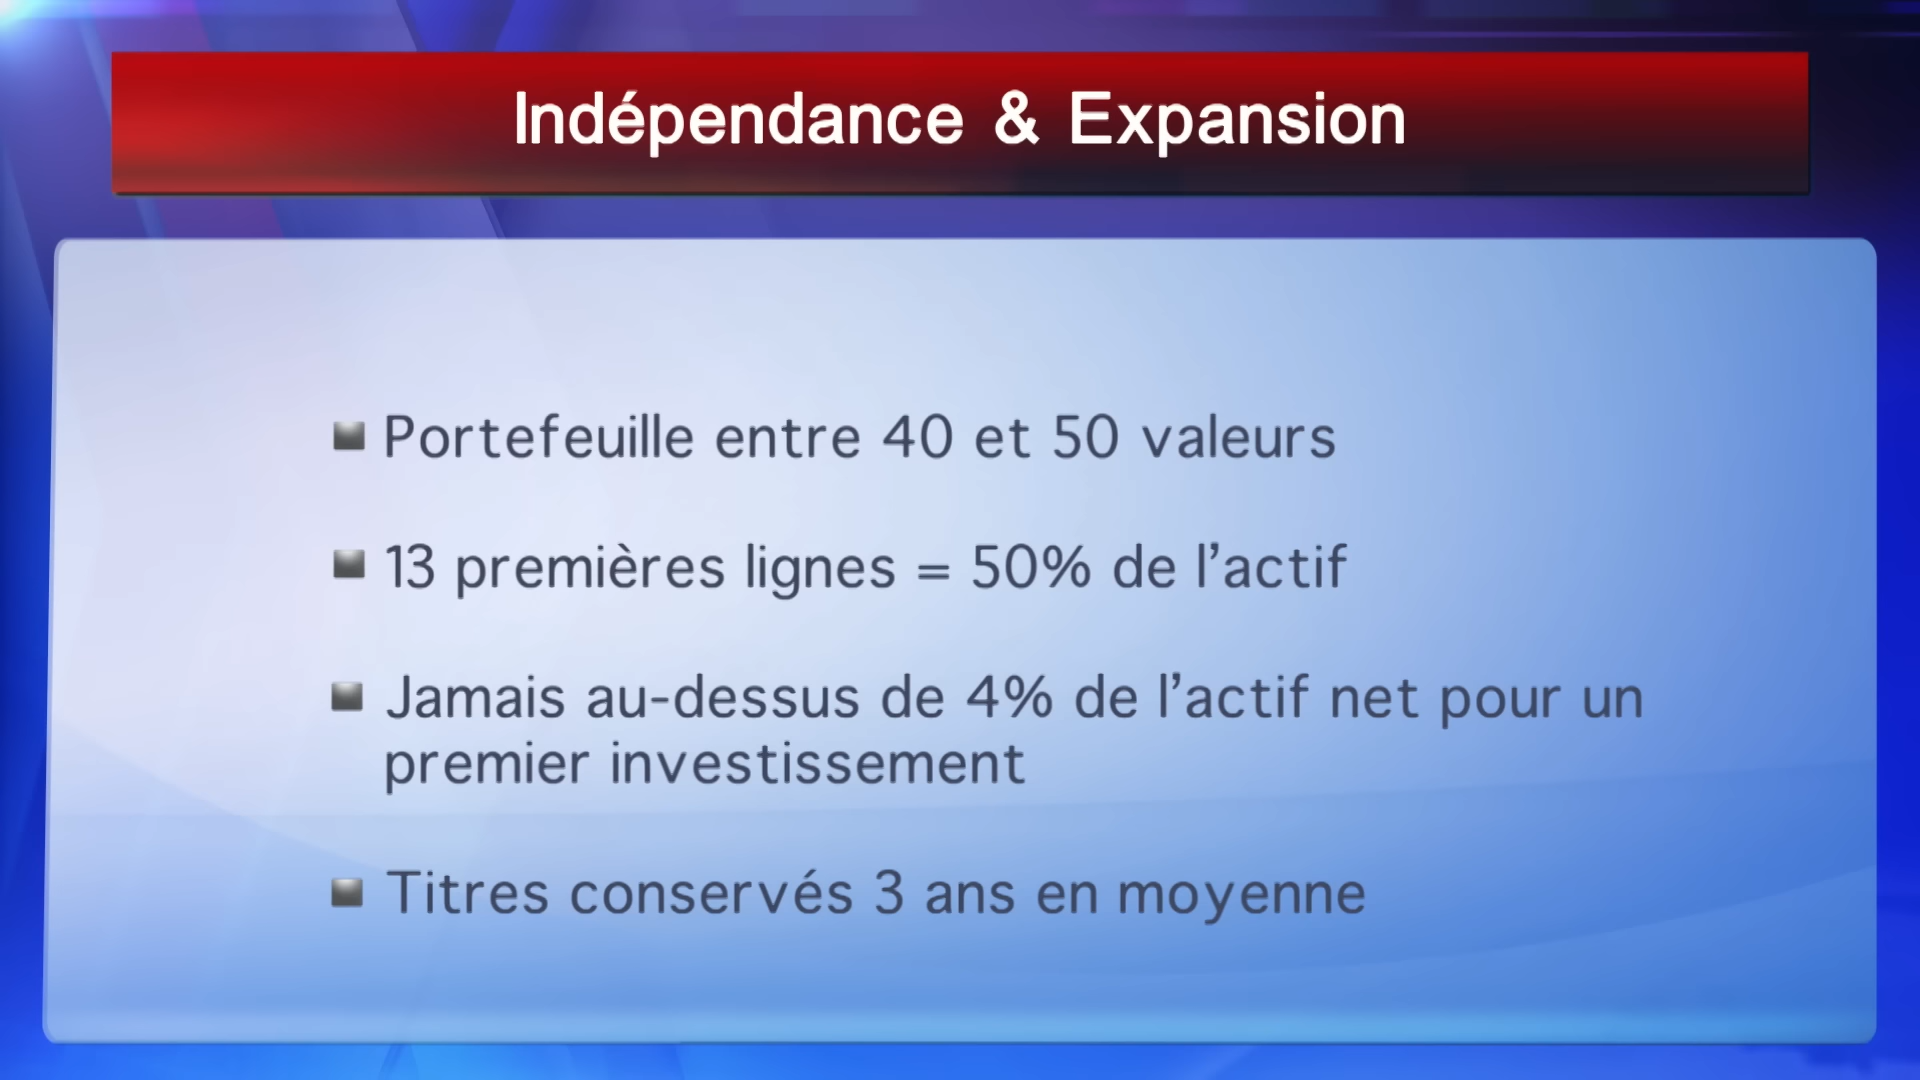 Indépendance & Expansion
Portefeuille entre 40 et 50 valeurs
13 premières lignes = 50% de l’actif
Jamais au-dessus de 4% de l’actif net pour un
premier investissement
Titres conservés 3 ans en moyenne